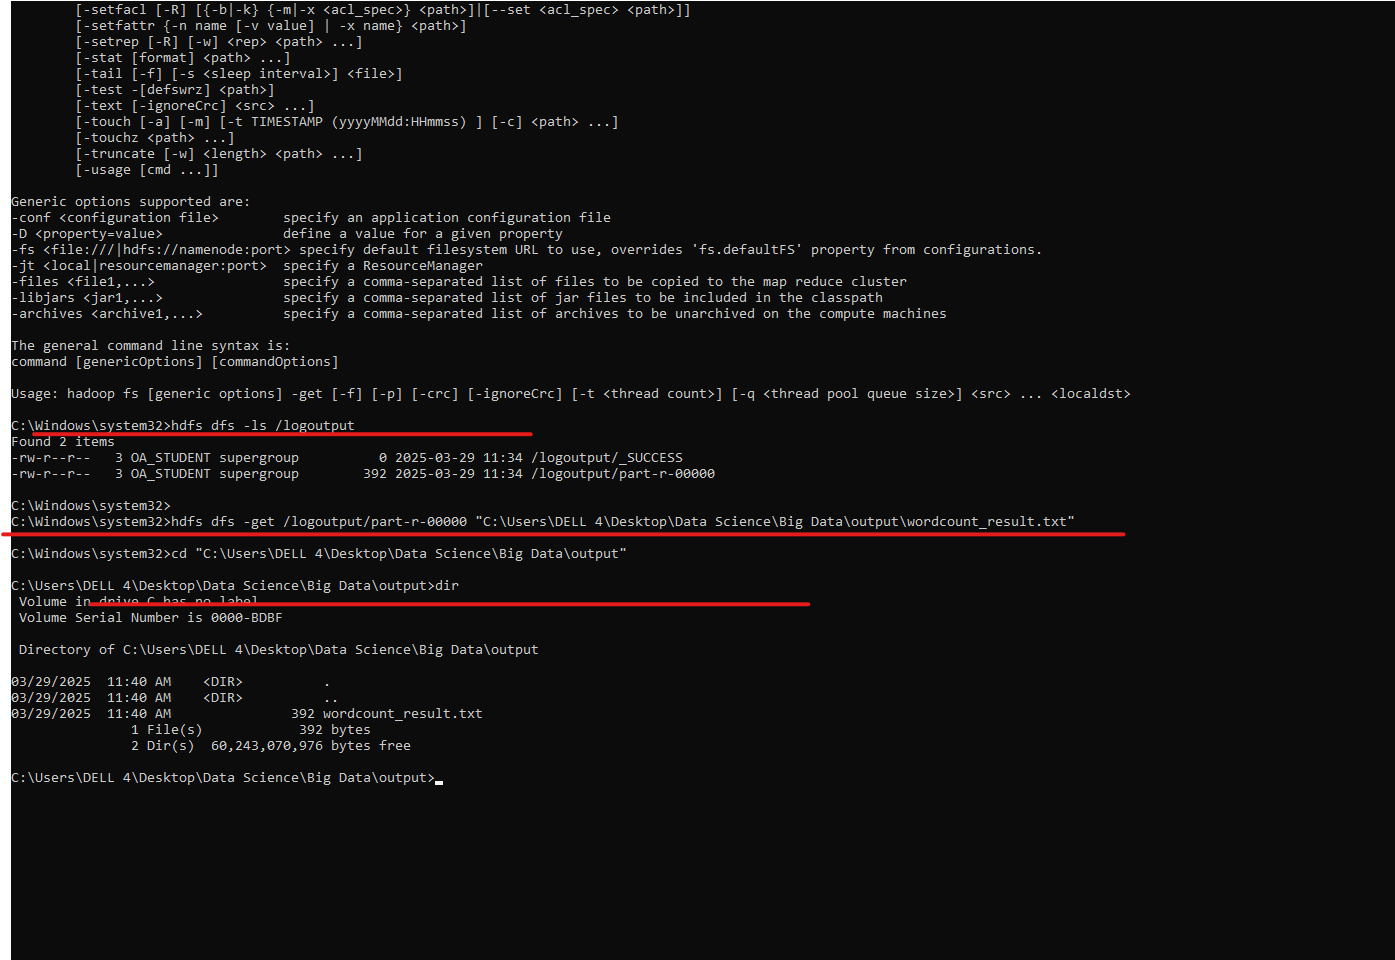 [-setfacl [-R] [{-b|-k} {-m|-x <acl_spec>} <path>]|[--set <acl_spec> <path>]]
[-setfattr {-n name [-v value] | -x name} <path>]
[-setrep [-R] [-w] <rep> <path> ...]
[-stat [format] <path> ...]
[-tail [-f] [-s <sleep interval>] <file>]
[-test -[defswrz] <path>]
[-text [-ignoreCrc] <src> ...]
[-touch [-a] [-m] [-t TIMESTAMP (yyyyMMdd:HHmmss) ] [-c] <path> ...]
[-touchz <path> ...]
[-truncate [-w] <length> <path> ...]
[-usage [cmd ...]]

Generic options supported are:
-conf <configuration file>        specify an application configuration file
-D <property=value>               define a value for a given property
-fs <file:///|hdfs://namenode:port> specify default filesystem URL to use, overrides 'fs.defaultFS' property from configurations.
-jt <local|resourcemanager:port>  specify a ResourceManager
-files <file1,...>                specify a comma-separated list of files to be copied to the map reduce cluster
-libjars <jar1,...>               specify a comma-separated list of jar files to be included in the classpath
-archives <archive1,...>          specify a comma-separated list of archives to be unarchived on the compute machines

The general command line syntax is:
command [genericOptions] [commandOptions]

Usage: hadoop fs [generic options] -get [-f] [-p] [-crc] [-ignoreCrc] [-t <thread count>] [-q <thread pool queue size>] <src> ... <localdst>

C:\Windows\system32>hdfs dfs -ls /logoutput
Found 2 items
-rw-r--r--   3 OA_STUDENT supergroup          0 2025-03-29 11:34 /logoutput/_SUCCESS
-rw-r--r--   3 OA_STUDENT supergroup        392 2025-03-29 11:34 /logoutput/part-r-00000

C:\Windows\system32>
C:\Windows\system32>hdfs dfs -get /logoutput/part-r-00000 "C:\Users\DELL 4\Desktop\Data Science\Big Data\output\wordcount_result.txt"

C:\Windows\system32>cd "C:\Users\DELL 4\Desktop\Data Science\Big Data\output"

C:\Users\DELL 4\Desktop\Data Science\Big Data\output>dir
 Volume in drive C has no label
 Volume Serial Number is 0000-BDBF

 Directory of C:\Users\DELL 4\Desktop\Data Science\Big Data\output

03/29/2025  11:40 AM    <DIR>          .
03/29/2025  11:40 AM    <DIR>          ..
03/29/2025  11:40 AM               392 wordcount_result.txt
               1 File(s)            392 bytes
               2 Dir(s)  60,243,070,976 bytes free

C:\Users\DELL 4\Desktop\Data Science\Big Data\output>